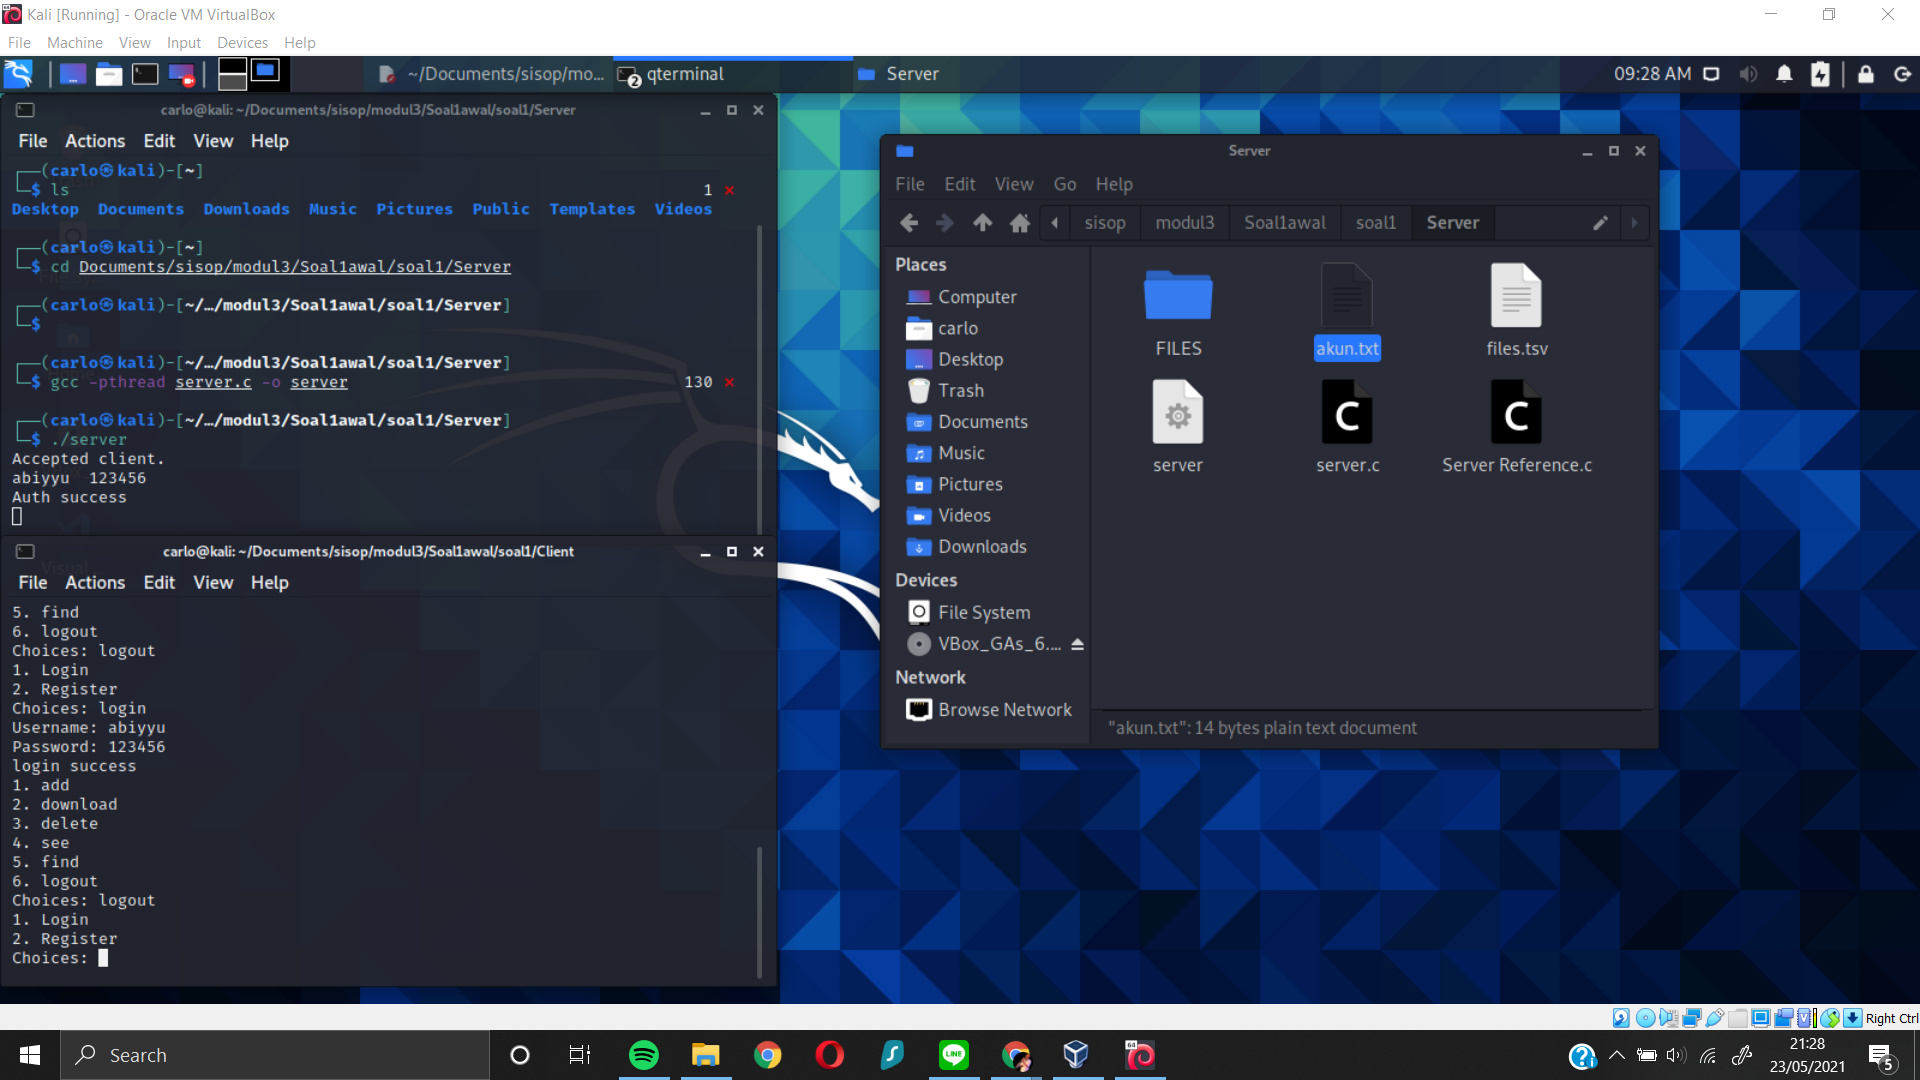 Kali [Running] - Oracle VM VirtualBox
File Machine View Input Devices Help
~/Documents/sisop/mo...
2 qterminal
Server
09:28 AM
carlo@kali: ~/Documents/sisop/modul3/Soal1awal/soal1/Server
File Actions Edit View Help
┌──(carlo㉿kali)-[~]
└─$ ls 1 ×
Desktop Documents Downloads Music Pictures Public Templates Videos
┌──(carlo㉿kali)-[~]
└─$ cd Documents/sisop/modul3/Soal1awal/soal1/Server
┌──(carlo㉿kali)-[~/…/modul3/Soal1awal/soal1/Server]
└─$
┌──(carlo㉿kali)-[~/…/modul3/Soal1awal/soal1/Server]
└─$ gcc -pthread server.c -o server 130 ×
┌──(carlo㉿kali)-[~/…/modul3/Soal1awal/soal1/Server]
└─$ ./server
Accepted client.
abiyyu 123456
Auth success
carlo@kali: ~/Documents/sisop/modul3/Soal1awal/soal1/Client
File Actions Edit View Help
5. find
6. logout
Choices: logout
1. Login
2. Register
Choices: login
Username: abiyyu
Password: 123456
login success
1. add
2. download
3. delete
4. see
5. find
6. logout
Choices: logout
1. Login
2. Register
Choices:
Server
File Edit View Go Help
sisop modul3 Soal1awal soal1 Server
Places
Computer
carlo
Desktop
Trash
Documents
Music
Pictures
Videos
Downloads
Devices
File System
VBox_GAs_6....
Network
Browse Network
FILES
akun.txt
files.tsv
server
server.c
Server Reference.c
"akun.txt": 14 bytes plain text document
Right Ctrl
Search
LINE
64
21:28
23/05/2021
5